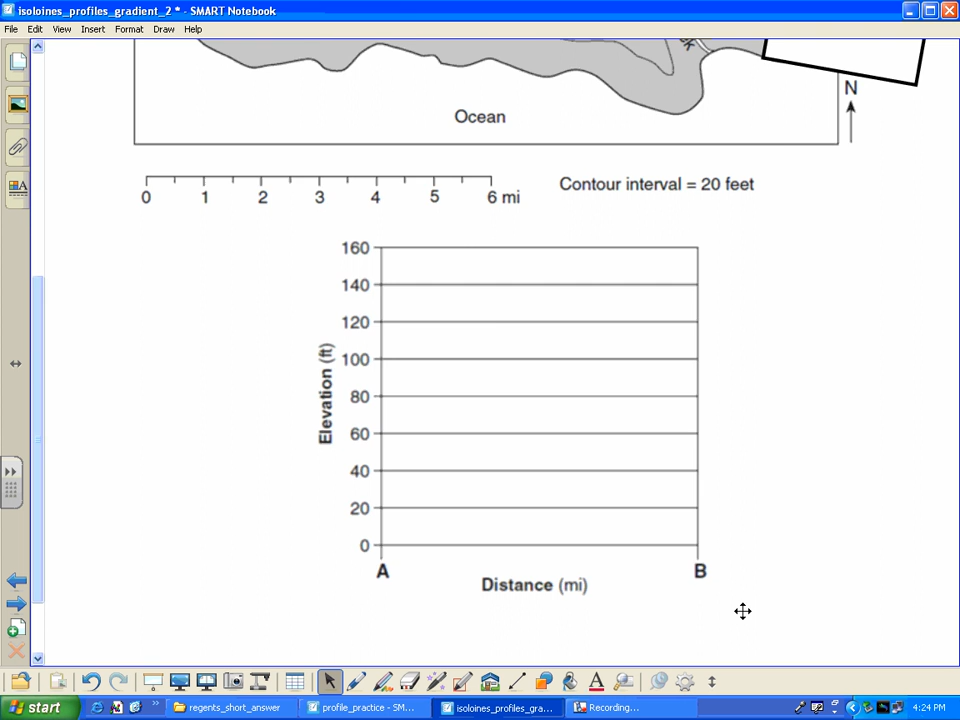 isoloines_profiles_gradient_2 * - SMART Notebook
File Edit View Insert Format Draw Help
N
Ocean
0 1 2 3 4 5 6 mi
Contour interval = 20 feet
160
140
120
100
80
60
40
20
0
Elevation (ft)
A B
Distance (mi)
start
regents_short_answer
profile_practice - SM...
isoloines_profiles_gra...
Recording...
4:24 PM